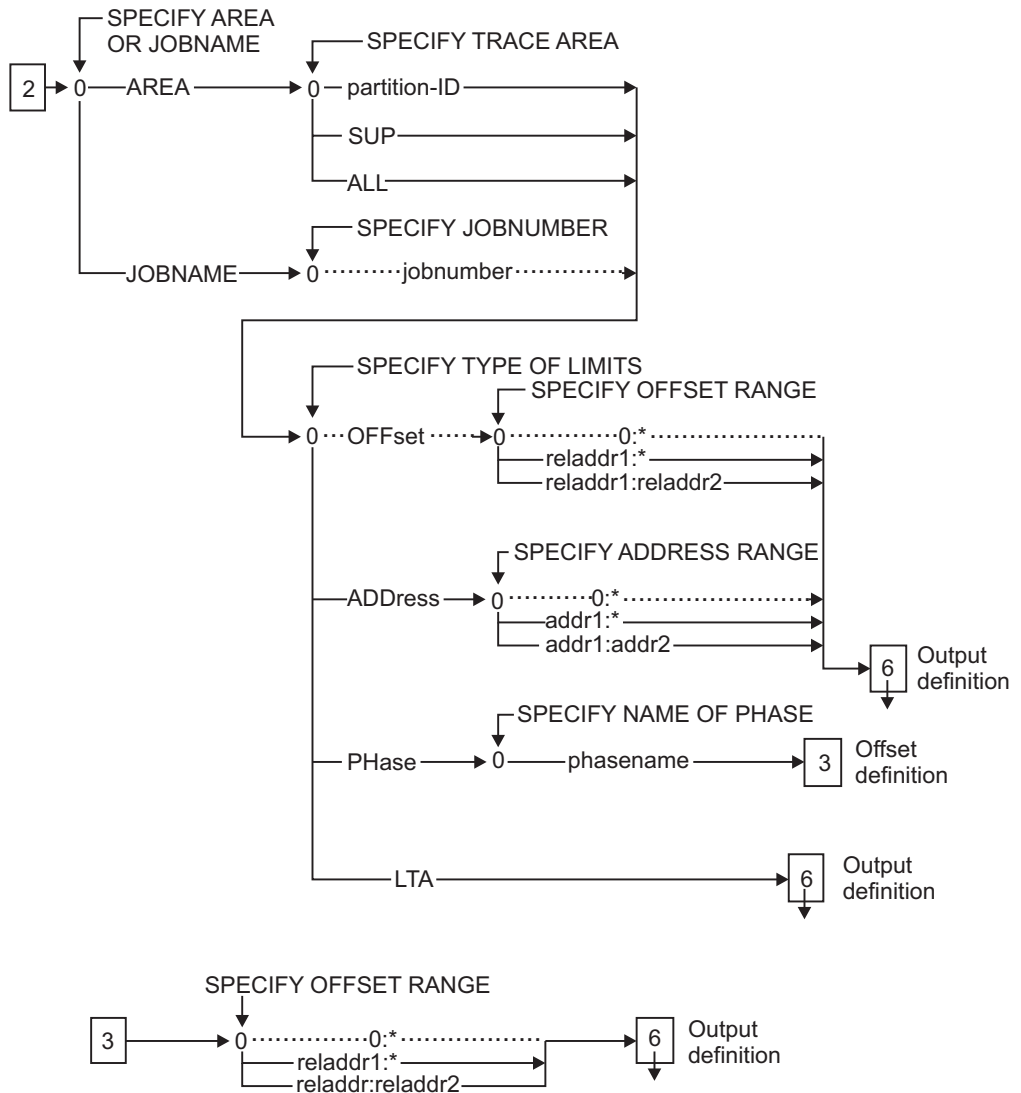 SPECIFY AREA
OR JOBNAME
SPECIFY TRACE AREA
2 0 AREA 0 partition-ID
SUP
ALL
SPECIFY JOBNUMBER
JOBNAME 0 jobnumber
SPECIFY TYPE OF LIMITS
SPECIFY OFFSET RANGE
0 OFFset 0 0:*
reladdr1:*
reladdr1:reladdr2
SPECIFY ADDRESS RANGE
ADDress 0 0:*
addr1:*
addr1:addr2
6 Output
definition
SPECIFY NAME OF PHASE
PHase 0 phasename 3 Offset
definition
LTA 6 Output
definition
SPECIFY OFFSET RANGE
3 0 0:* 6 Output
definition
reladdr1:*
reladdr:reladdr2